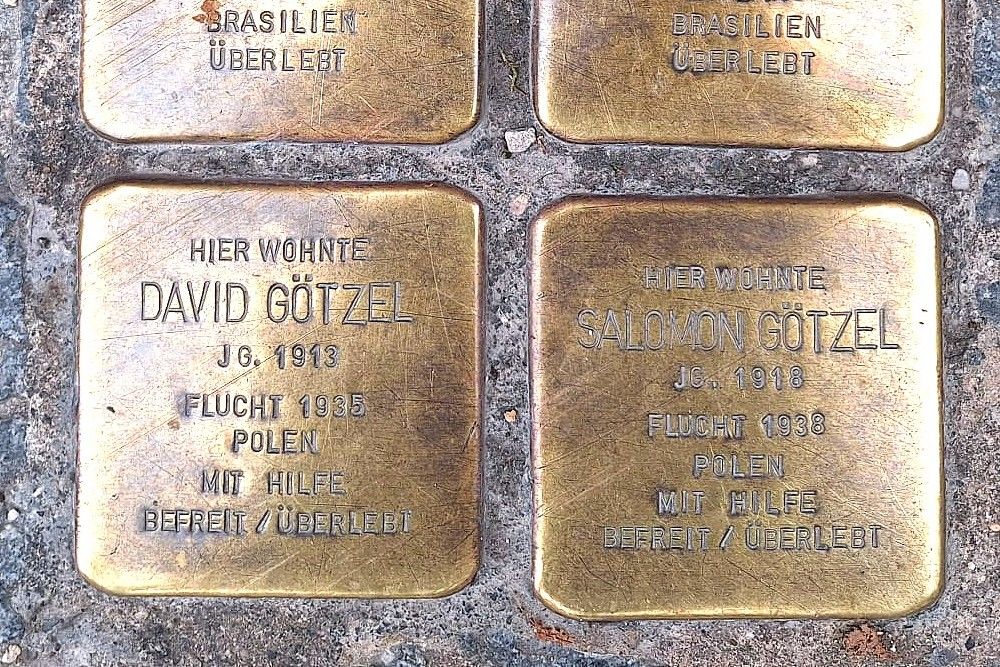 BRASILIEN
ÜBERLEBT
BRASILIEN
ÜBERLEBT
HIER WOHNTE
DAVID GÖTZEL
JG. 1913
FLUCHT 1935
POLEN
MIT HILFE
BEFREIT / ÜBERLEBT
HIER WOHNTE
SALOMON GÖTZEL
JG. 1918
FLUCHT 1938
POLEN
MIT HILFE
BEFREIT / ÜBERLEBT